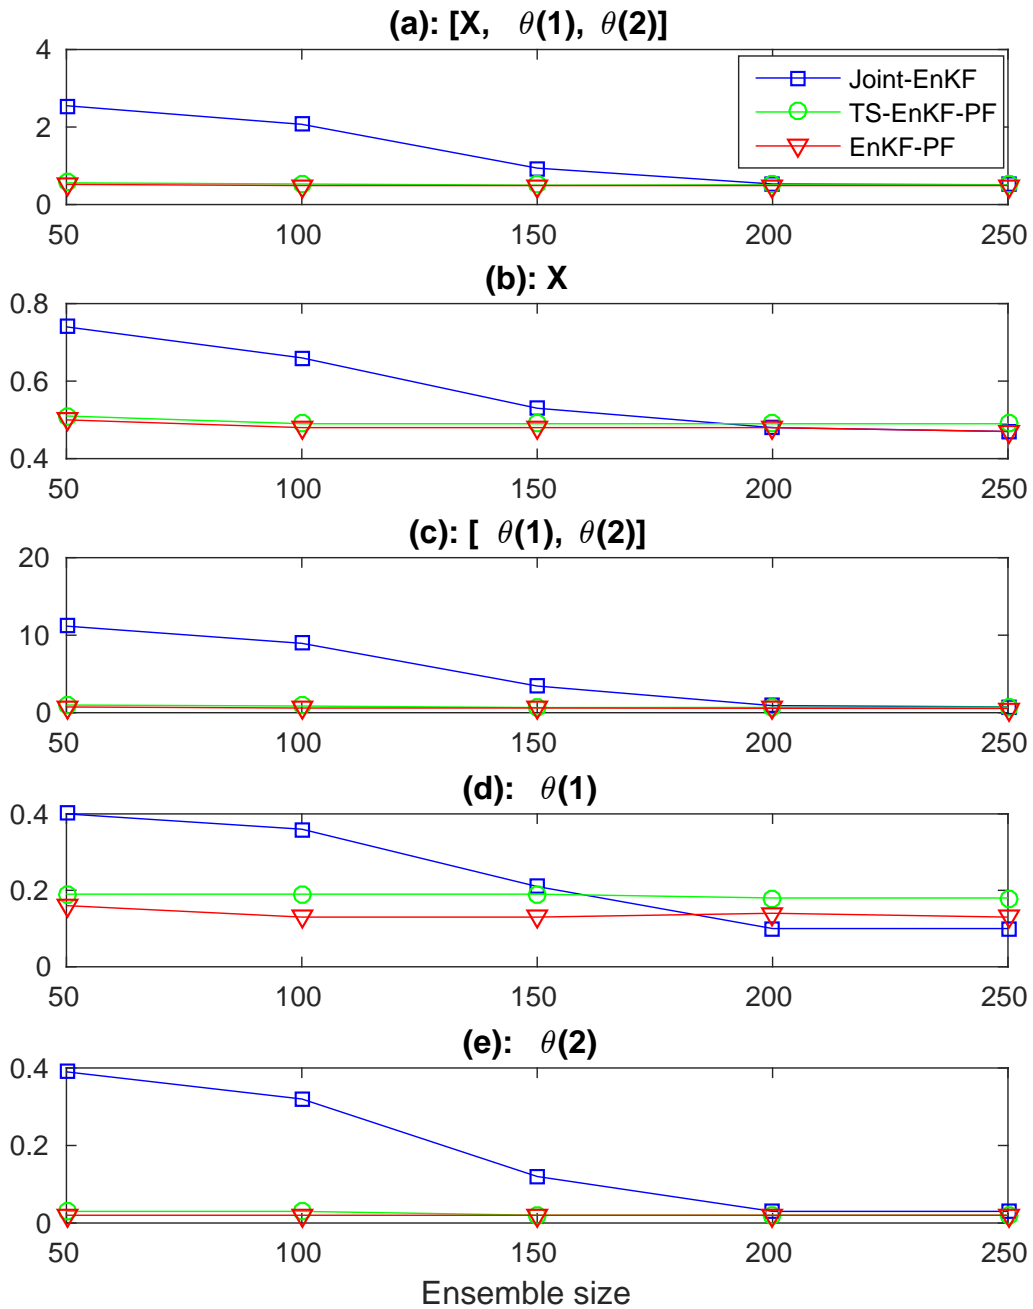 (a): [X, θ(1), θ(2)]
4
2
0
50 100 150 200 250
Joint-EnKF
TS-EnKF-PF
EnKF-PF
(b): X
0.8
0.6
0.4
50 100 150 200 250
(c): [ θ(1), θ(2)]
20
10
0
50 100 150 200 250
(d): θ(1)
0.4
0.2
0
50 100 150 200 250
(e): θ(2)
0.4
0.2
0
50 100 150 200 250
Ensemble size